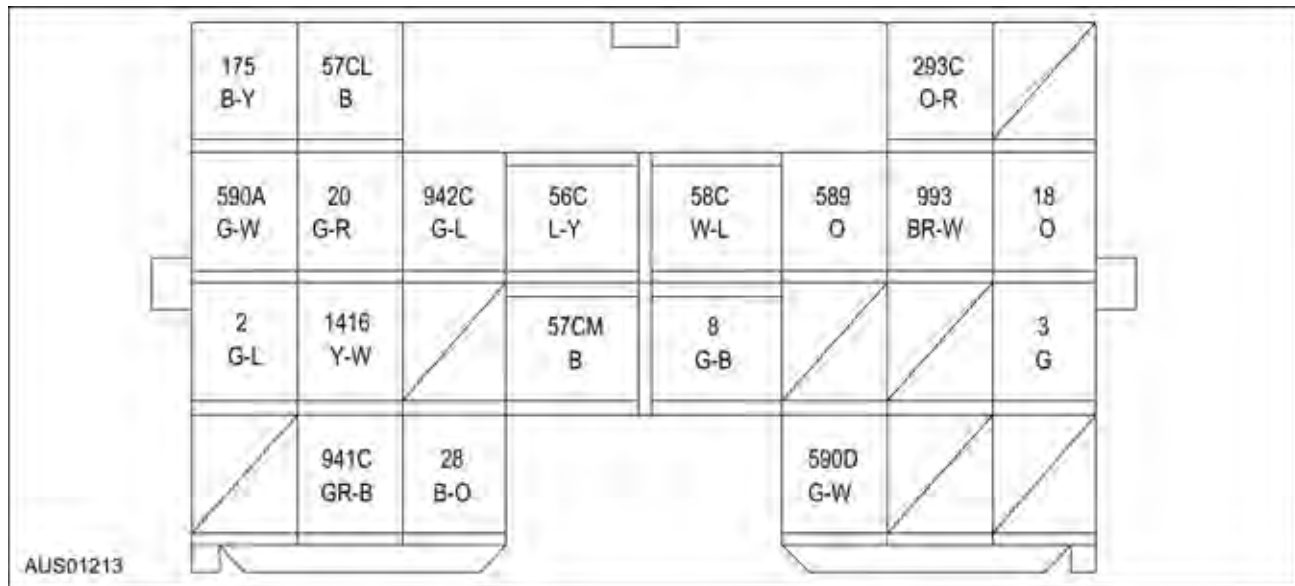 175 57CL 293C
B-Y B O-R
590A 20 942C 56C 58C 589 993 18
G-W G-R G-L L-Y W-L O BR-W O
2 1416 57CM 8 3
G-L Y-W B G-B G
941C 28 590D
GR-B B-O G-W
AUS01213